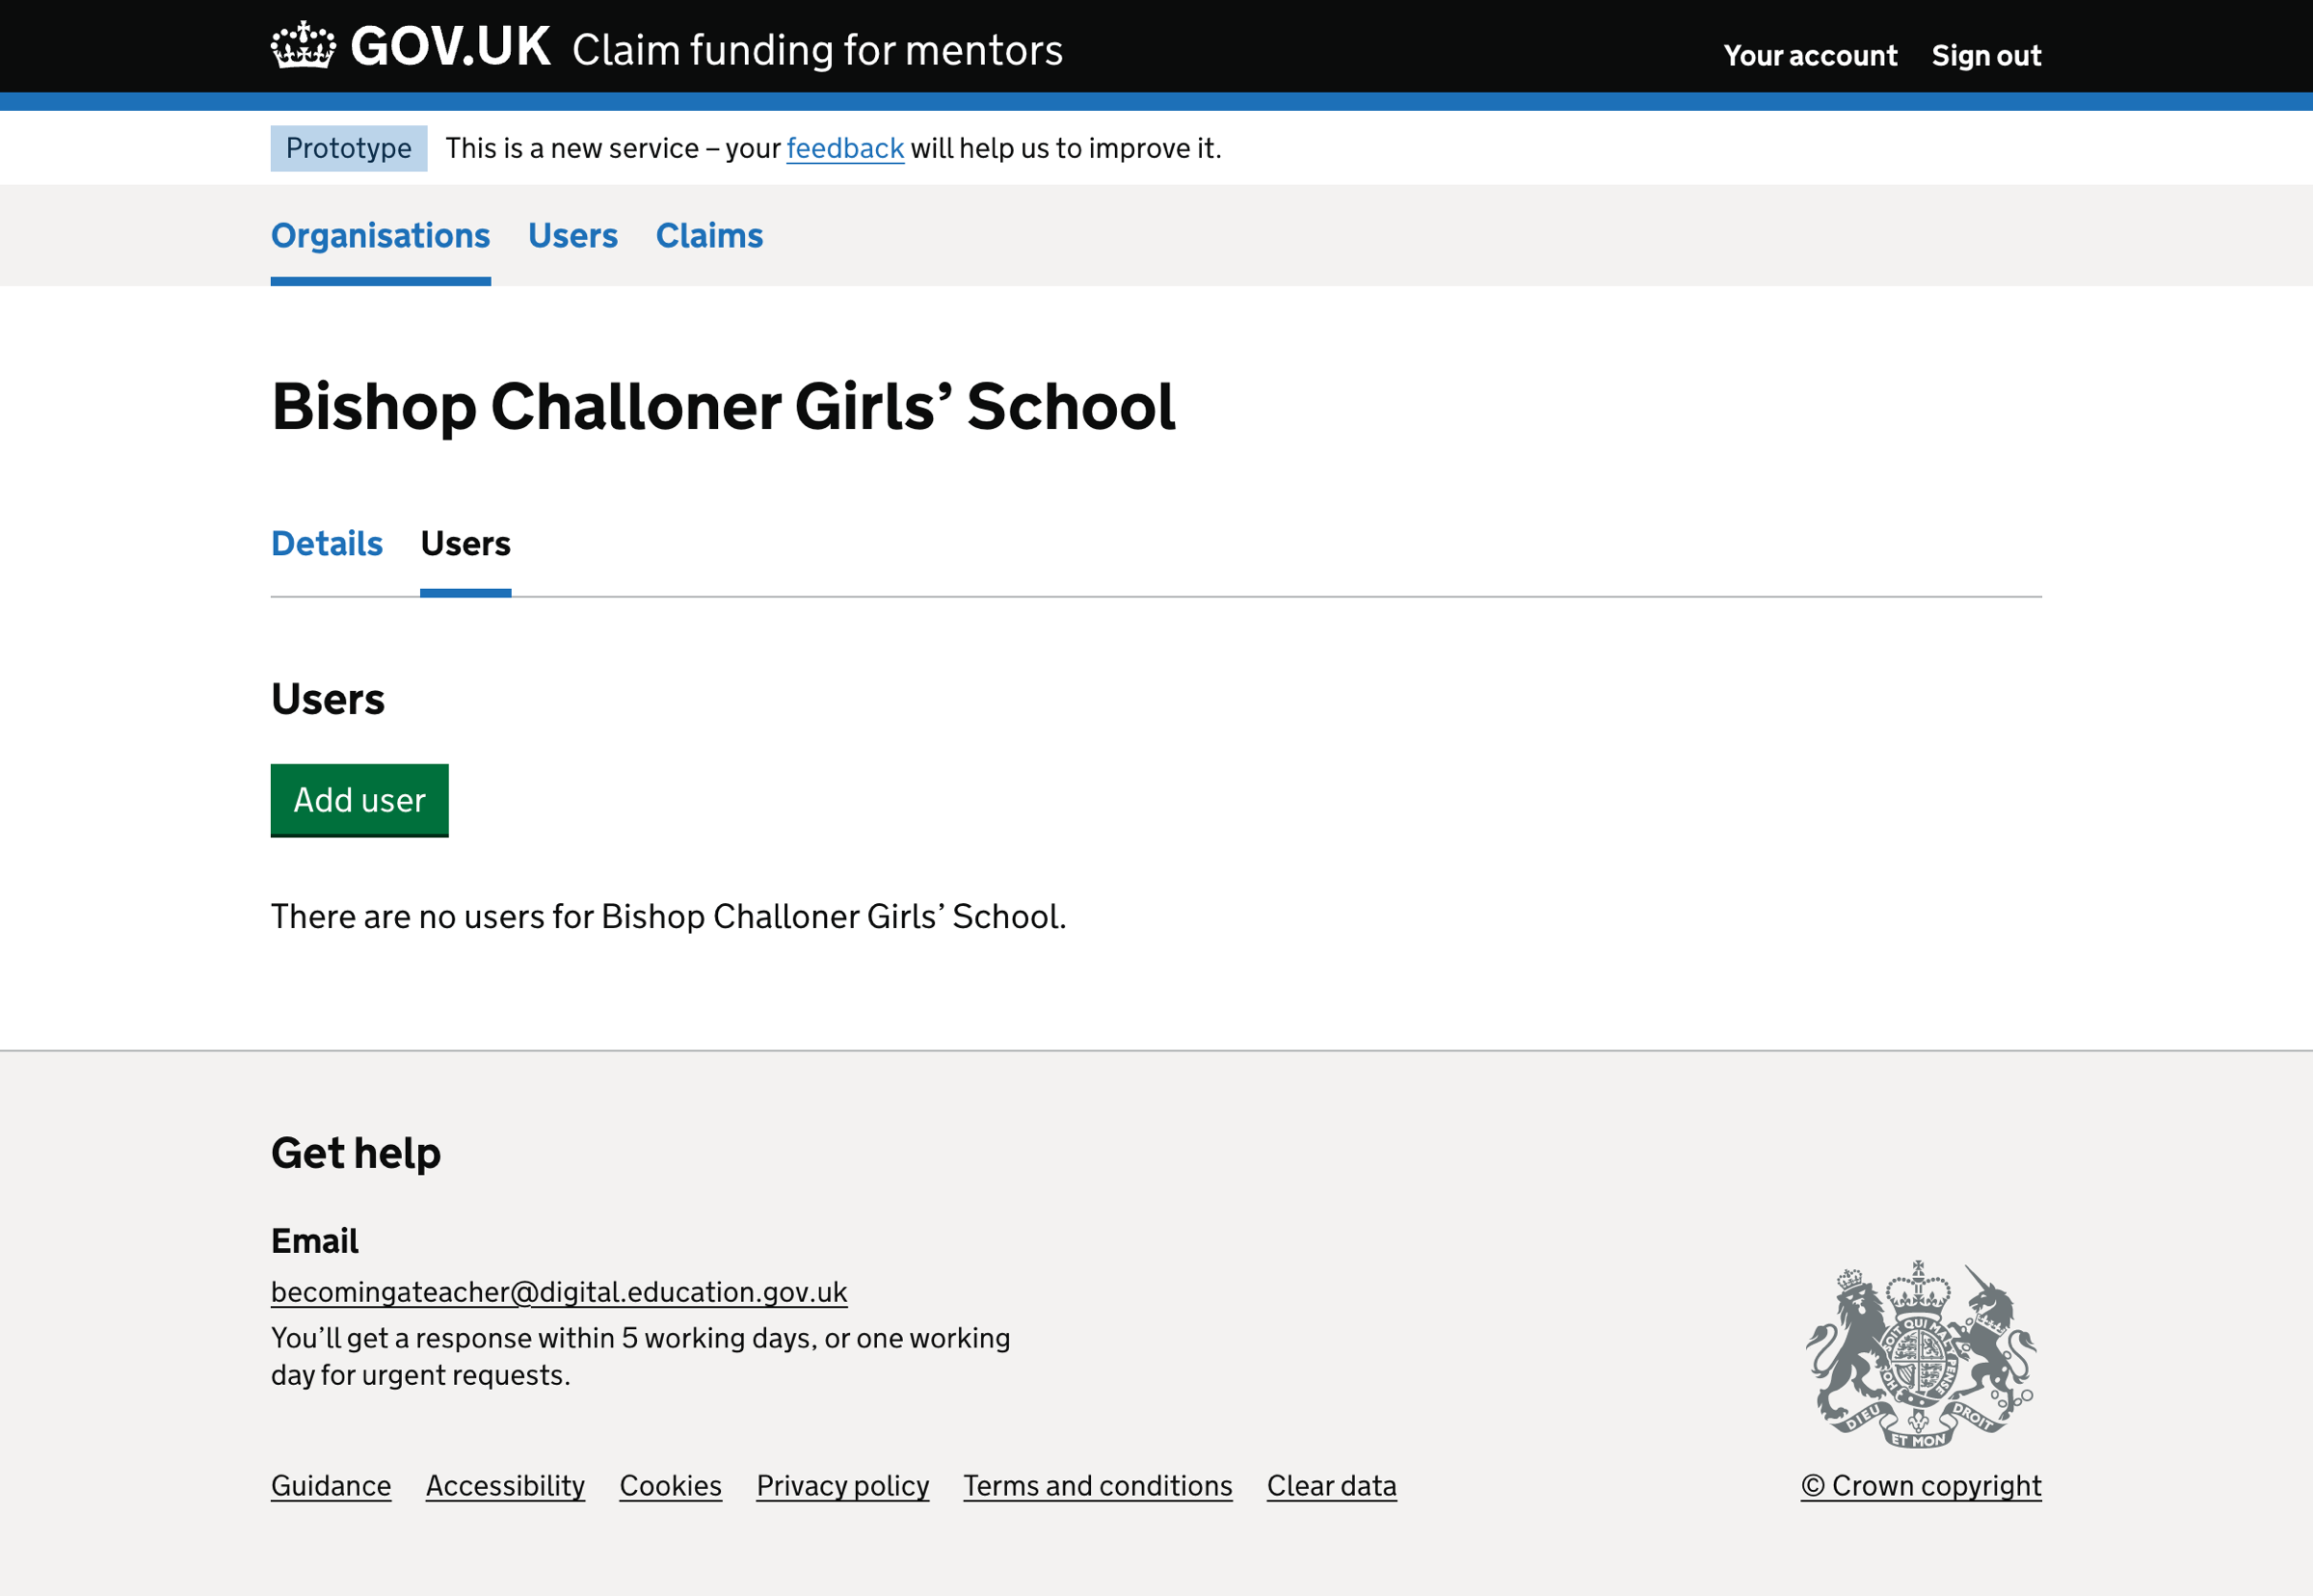 GOV.UK Claim funding for mentors
Your account Sign out
Prototype This is a new service – your feedback will help us to improve it.
Organisations Users Claims
Bishop Challoner Girls’ School
Details Users
Users
Add user
There are no users for Bishop Challoner Girls’ School.
Get help
Email
becomingateacher@digital.education.gov.uk
You’ll get a response within 5 working days, or one working
day for urgent requests.
HONI SOIT QUI MAL Y PENSE
DIEU ET MON DROIT
Guidance Accessibility Cookies Privacy policy Terms and conditions Clear data
© Crown copyright